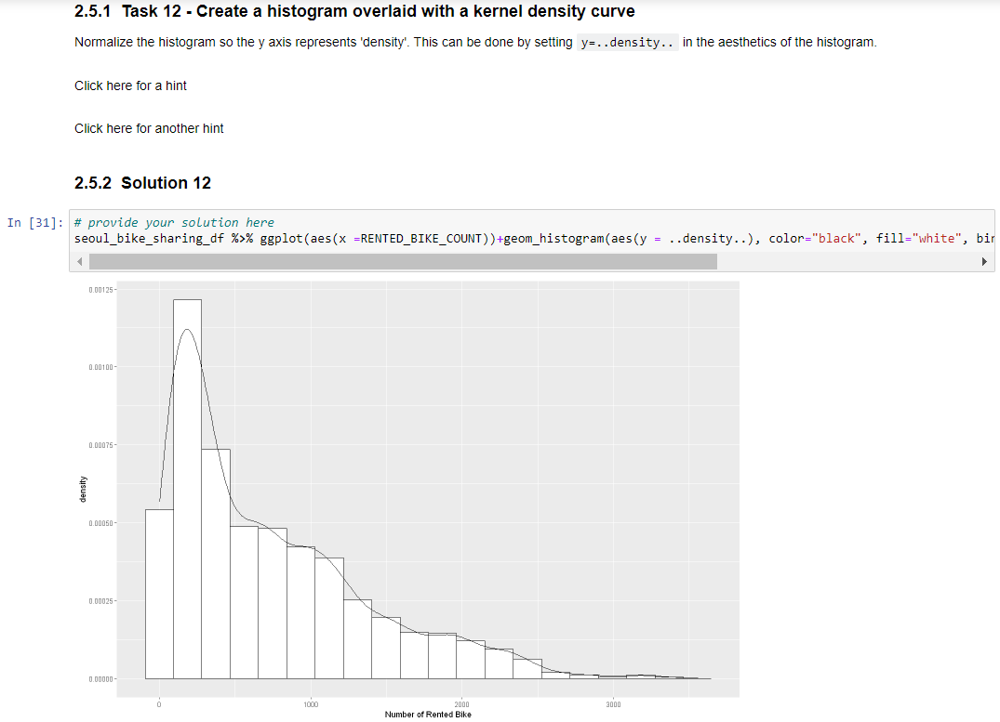 2.5.1 Task 12 - Create a histogram overlaid with a kernel density curve
Normalize the histogram so the y axis represents 'density'. This can be done by setting y=..density.. in the aesthetics of the histogram.
Click here for a hint
Click here for another hint
2.5.2 Solution 12
In [31]: # provide your solution here
seoul_bike_sharing_df %>% ggplot(aes(x =RENTED_BIKE_COUNT))+geom_histogram(aes(y = ..density..), color="black", fill="white", bin
0.00125
0.00100
0.00075
density
0.00050
0.00025
0.00000
0 1000 2000 3000
Number of Rented Bike